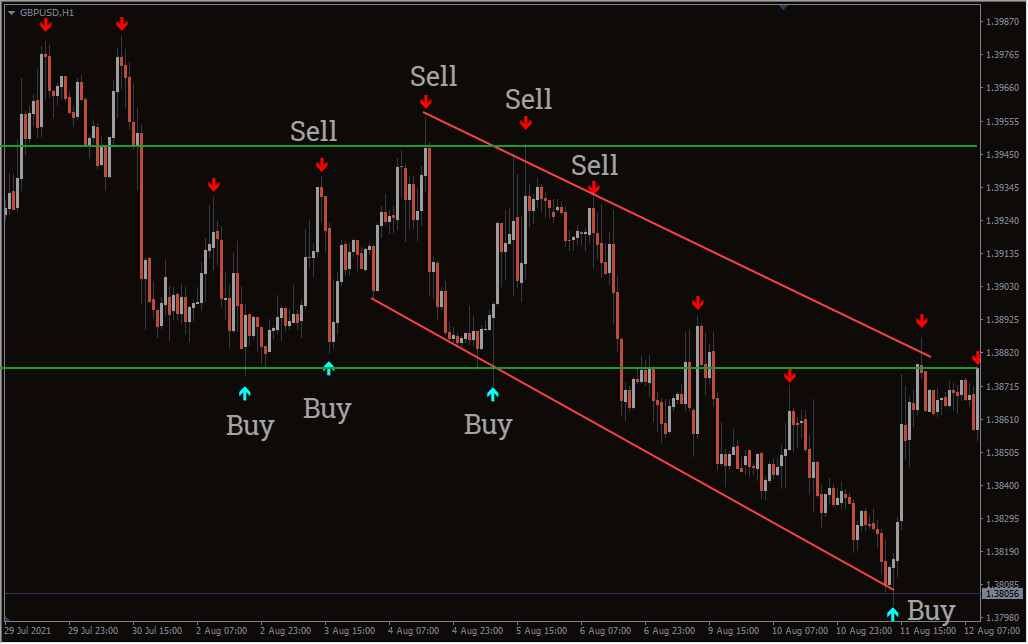 GBPUSD,H1
1.39870
1.39765
Sell
1.39660
Sell
1.39555
Sell
1.39450
Sell
1.39345
1.39240
1.39135
1.39030
1.38925
1.38820
1.38715
Buy
1.38610
Buy
Buy
1.38505
1.38400
1.38295
1.38190
1.38085
1.38056
Buy
1.37980
29 Jul 2021
29 Jul 23:00
30 Jul 15:00
2 Aug 07:00
2 Aug 23:00
3 Aug 15:00
4 Aug 07:00
4 Aug 23:00
5 Aug 15:00
6 Aug 07:00
6 Aug 23:00
9 Aug 15:00
10 Aug 07:00
10 Aug 23:00
11 Aug 15:00
12 Aug 07:00